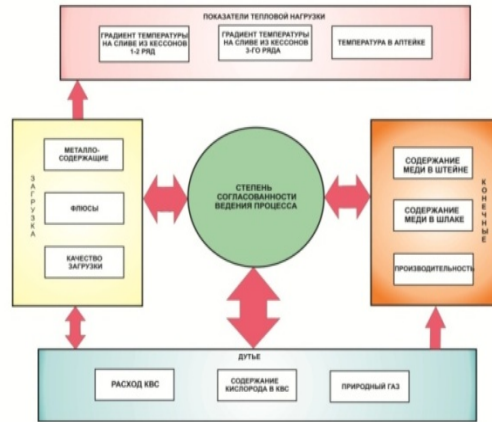 ПОКАЗАТЕЛИ ТЕПЛОВОЙ НАГРУЗКИ
ГРАДИЕНТ ТЕМПЕРАТУРЫ
НА СЛИВЕ ИЗ КЕССОНОВ
1-2 РЯД
ГРАДИЕНТ ТЕМПЕРАТУРЫ
НА СЛИВЕ ИЗ КЕССОНОВ
3-ГО РЯДА
ТЕМПЕРАТУРА В АПТЕЙКЕ
ЗАГРУЗКА
МЕТАЛЛО-
СОДЕРЖАЩИЕ
ФЛЮСЫ
КАЧЕСТВО
ЗАГРУЗКИ
СТЕПЕНЬ
СОГЛАСОВАННОСТИ
ВЕДЕНИЯ ПРОЦЕССА
СОДЕРЖАНИЕ
МЕДИ В ШТЕЙНЕ
СОДЕРЖАНИЕ
МЕДИ В ШЛАКЕ
ПРОИЗВОДИТЕЛЬНОСТЬ
КОНЕЧНЫЕ
ДУТЬЕ
РАСХОД КВС
СОДЕРЖАНИЕ
КИСЛОРОДА В КВС
ПРИРОДНЫЙ ГАЗ